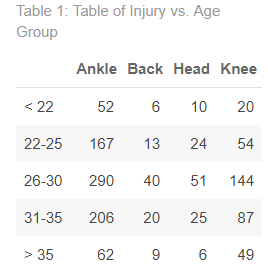 Table 1: Table of Injury vs. Age
Group
Ankle Back Head Knee
< 22 52 6 10 20
22-25 167 13 24 54
26-30 290 40 51 144
31-35 206 20 25 87
> 35 62 9 6 49